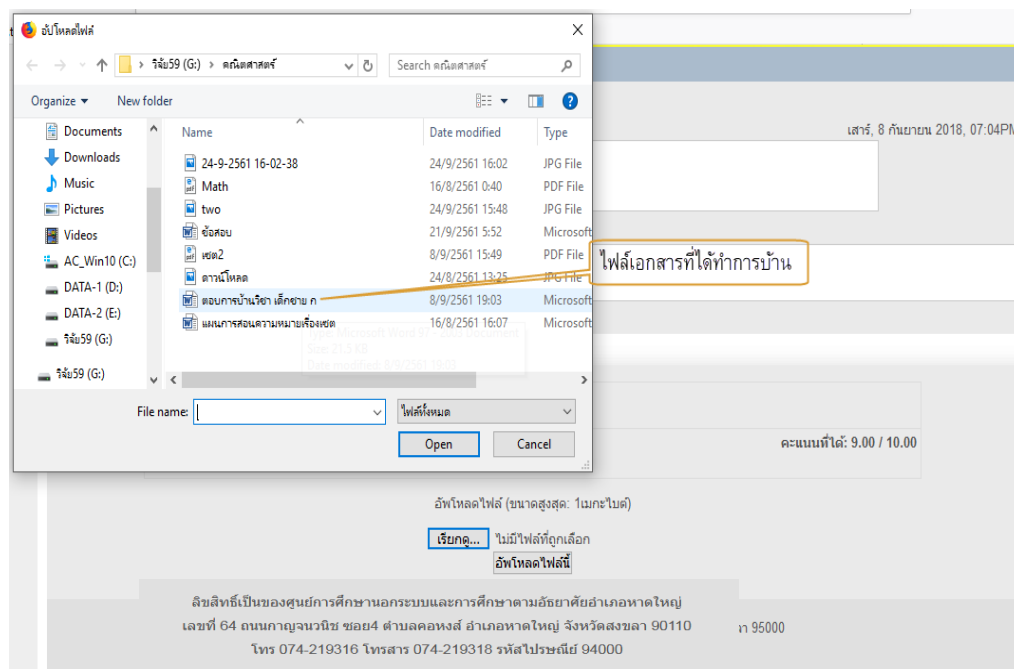 อัปโหลดไฟล์
วิจัย59 (G:) › คณิตศาสตร์
Search คณิตศาสตร์
Organize
New folder
เสาร์, 8 กันยายน 2018, 07:04PM
Documents
Downloads
Music
Pictures
Videos
AC_Win10 (C:)
DATA-1 (D:)
DATA-2 (E:)
วิจัย59 (G:)
วิจัย59 (G:)
Name Date modified Type
24-9-2561 16-02-38 24/9/2561 16:02 JPG File
Math 16/8/2561 0:40 PDF File
two 24/9/2561 15:48 JPG File
ข้อสอบ 21/9/2561 5:52 Microsoft
เซต2 8/9/2561 15:49 PDF File
ดาวน์โหลด 24/8/2561 13:25 JPG File
ตอบการบ้านวิชา เด็กชาย ก 8/9/2561 19:03 Microsoft
แผนการสอนความหมายเรื่องเซต 16/8/2561 16:07 Microsoft
Type: Microsoft Word 97 - 2003 Document
Size: 21.5 KB
Date modified: 8/9/2561 19:03
ไฟล์เอกสารที่ได้ทำการบ้าน
File name:
ไฟล์ทั้งหมด
Open
Cancel
คะแนนที่ได้: 9.00 / 10.00
อัพโหลดไฟล์ (ขนาดสูงสุด: 1เมกะไบต์)
เรียกดู... ไม่มีไฟล์ที่ถูกเลือก
อัพโหลดไฟล์นี้
ลิขสิทธิ์เป็นของศูนย์การศึกษานอกระบบและการศึกษาตามอัธยาศัยอำเภอหาดใหญ่
เลขที่ 64 ถนนกาญจนวนิช ซอย4 ตำบลคอหงส์ อำเภอหาดใหญ่ จังหวัดสงขลา 90110
โทร 074-219316 โทรสาร 074-219318 รหัสไปรษณีย์ 94000
95000